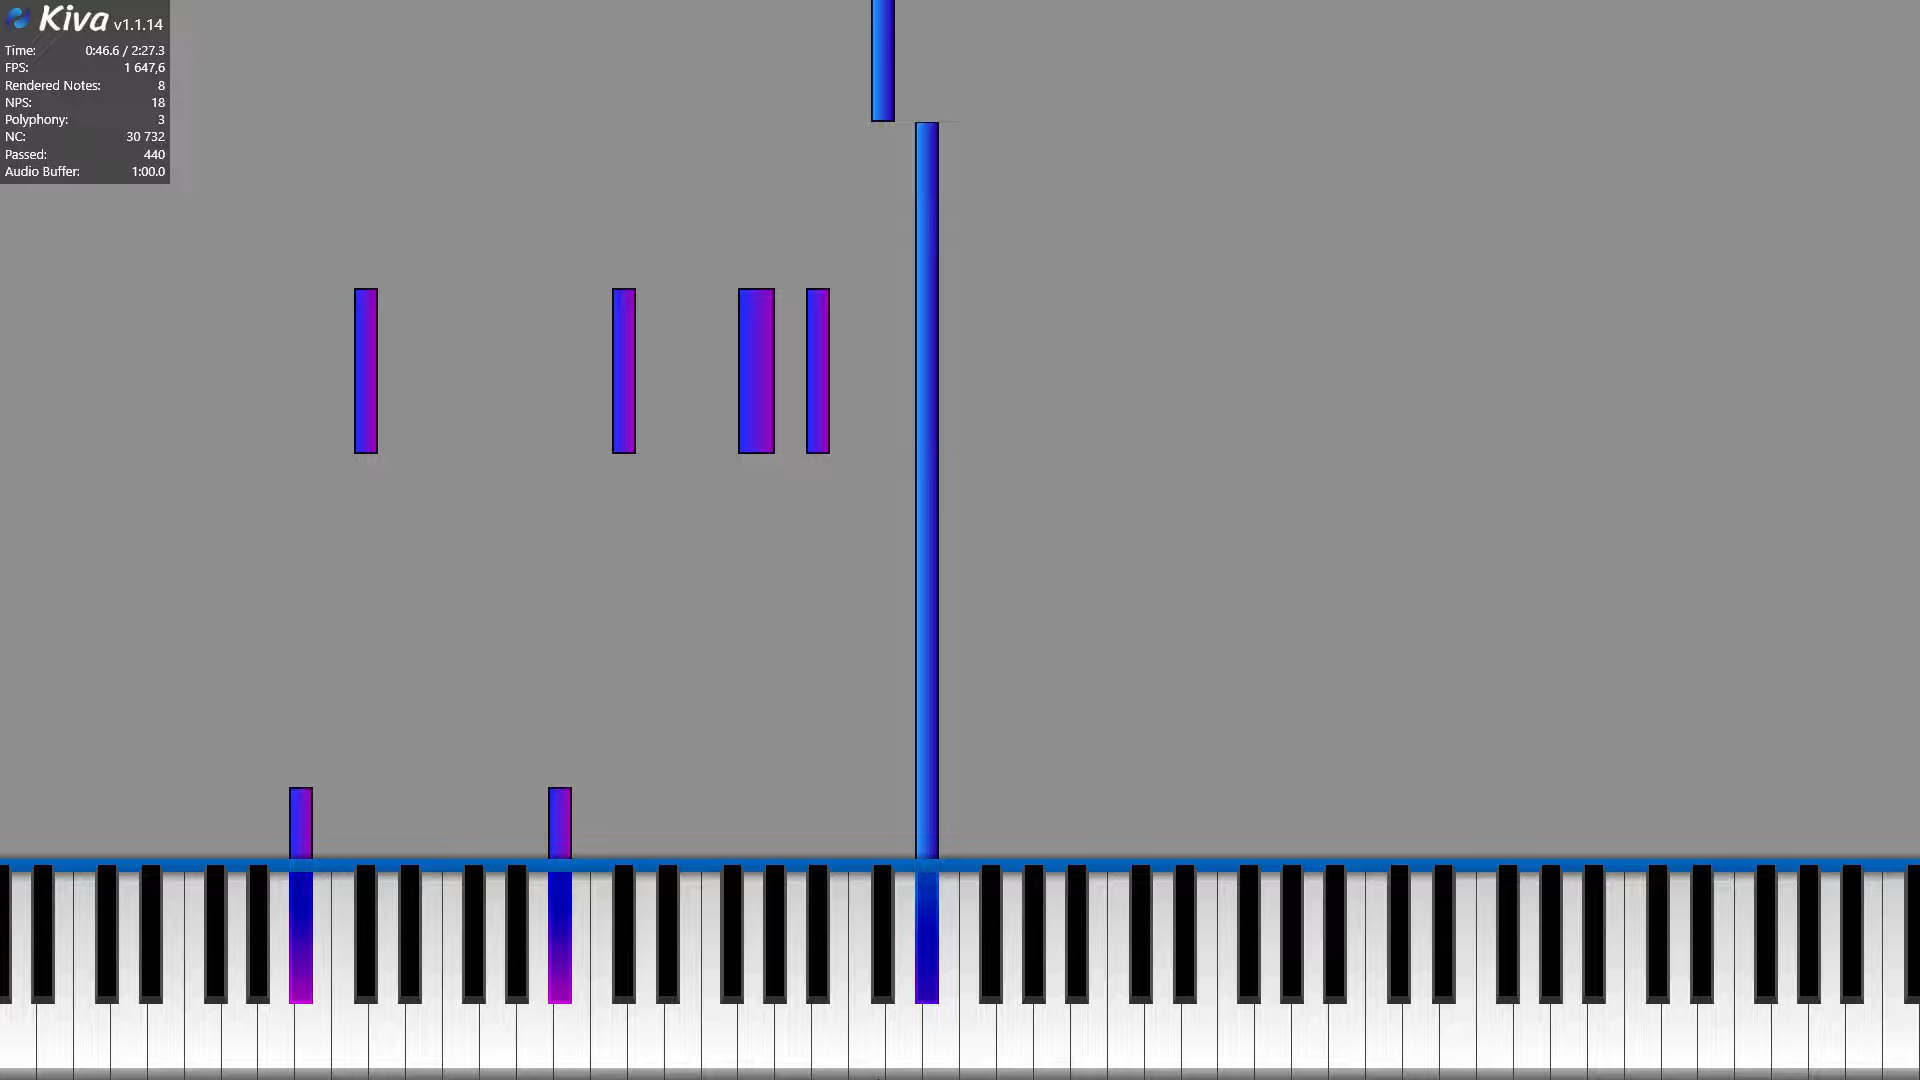 Kiva v1.1.14
Time: 0:46.6 / 2:27.3
FPS: 1 647,6
Rendered Notes: 8
NPS: 18
Polyphony: 3
NC: 30 732
Passed: 440
Audio Buffer: 1:00.0